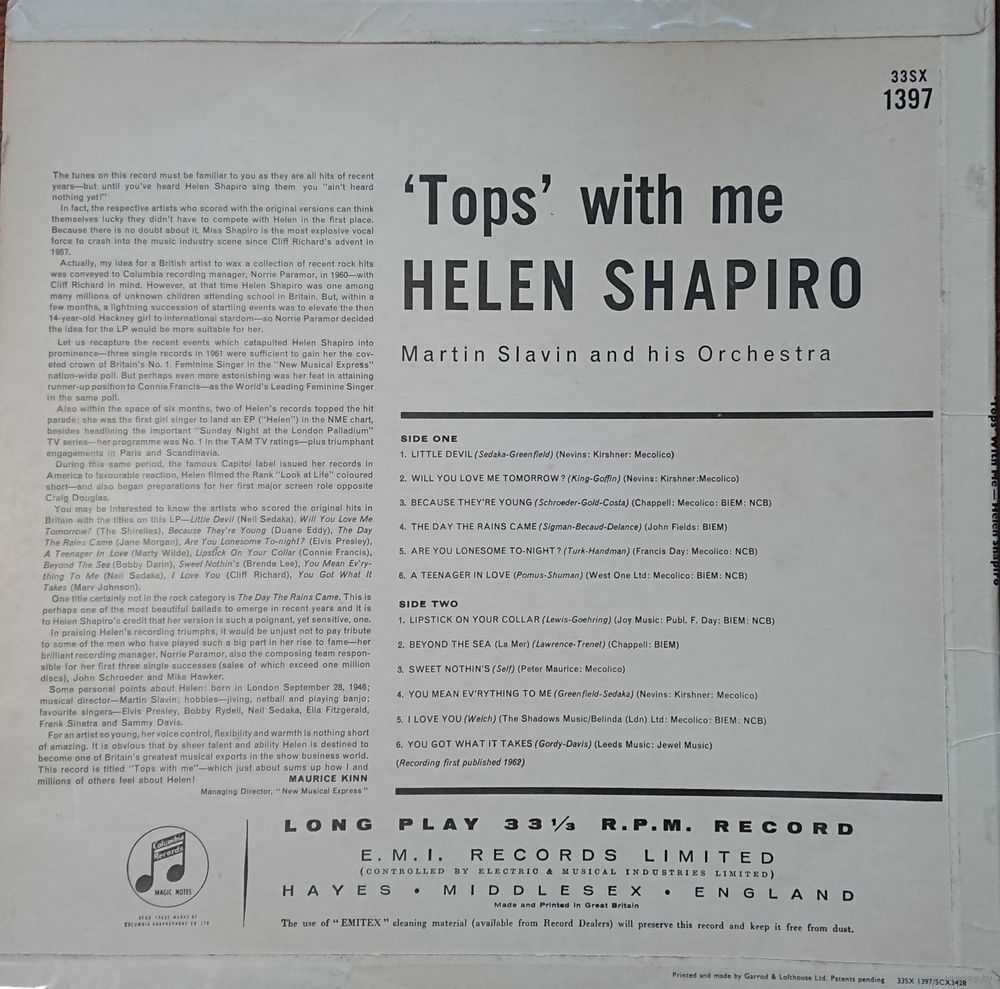 33SX
1397
The tunes on this record must be familiar to you as they are all hits of recent
years—but until you've heard Helen Shapiro sing them you "ain't heard
nothing yet!"
In fact, the respective artists who scored with the original versions can think
themselves lucky they didn't have to compete with Helen in the first place.
Because there is no doubt about it, Miss Shapiro is the most explosive vocal
force to crash into the music industry scene since Cliff Richard's advent in
1957.
Actually, my idea for a British artist to wax a collection of recent rock hits
was conveyed to Columbia recording manager, Norrie Paramor, in 1960—with
Cliff Richard in mind. However, at that time Helen Shapiro was one among
many millions of unknown children attending school in Britain. But, within a
few months, a lightning succession of startling events was to elevate the then
14-year-old Hackney girl to international stardom—so Norrie Paramor decided
the idea for the LP would be more suitable for her.
Let us recapture the recent events which catapulted Helen Shapiro into
prominence—three single records in 1961 were sufficient to gain her the cov-
eted crown of Britain's No. 1. Feminine Singer in the "New Musical Express"
nation-wide poll. But perhaps even more astonishing was her feat in attaining
runner-up position to Connie Francis—as the World's Leading Feminine Singer
in the same poll.
Also within the space of six months, two of Helen's records topped the hit
parade; she was the first girl singer to land an EP ("Helen") in the NME chart,
besides headlining the important "Sunday Night at the London Palladium"
TV series—her programme was No. 1 in the TAM TV ratings—plus triumphant
engagements in Paris and Scandinavia.
During this same period, the famous Capitol label issued her records in
America to favourable reaction, Helen filmed the Rank "Look at Life" coloured
short—and also began preparations for her first major screen role opposite
Craig Douglas.
You may be interested to know the artists who scored the original hits in
Britain with the titles on this LP—Little Devil (Neil Sedaka), Will You Love Me
Tomorrow? (The Shirelles), Because They're Young (Duane Eddy), The Day
The Rains Came (Jane Morgan), Are You Lonesome To-night? (Elvis Presley),
A Teenager In Love (Marty Wilde), Lipstick On Your Collar (Connie Francis),
Beyond The Sea (Bobby Darin), Sweet Nothin's (Brenda Lee), You Mean Ev'ry-
thing To Me (Neil Sedaka), I Love You (Cliff Richard), You Got What It
Takes (Marv Johnson).
One title certainly not in the rock category is The Day The Rains Came. This is
perhaps one of the most beautiful ballads to emerge in recent years and it is
to Helen Shapiro's credit that her version is such a poignant, yet sensitive, one.
In praising Helen's recording triumphs, it would be unjust not to pay tribute
to some of the men who have played such a big part in her rise to fame—her
brilliant recording manager, Norrie Paramor, also the composing team respon-
sible for her first three single successes (sales of which exceed one million
discs), John Schroeder and Mike Hawker.
Some personal points about Helen: born in London September 28, 1946;
musical director—Martin Slavin; hobbies—jiving, netball and playing banjo;
favourite singers—Elvis Presley, Bobby Rydell, Neil Sedaka, Ella Fitzgerald,
Frank Sinatra and Sammy Davis.
For an artist so young, her voice control, flexibility and warmth is nothing short
of amazing. It is obvious that by sheer talent and ability Helen is destined to
become one of Britain's greatest musical exports in the show business world.
This record is titled "Tops with me"—which just about sums up how I and
millions of others feel about Helen!
MAURICE KINN
Managing Director, "New Musical Express"
'Tops' with me
HELEN SHAPIRO
Martin Slavin and his Orchestra
SIDE ONE
1. LITTLE DEVIL (Sedaka-Greenfield) (Nevins: Kirshner: Mecolico)
2. WILL YOU LOVE ME TOMORROW? (King-Goffin) (Nevins: Kirshner:Mecolico)
3. BECAUSE THEY'RE YOUNG (Schroeder-Gold-Costa) (Chappell: Mecolico: BIEM: NCB)
4. THE DAY THE RAINS CAME (Sigman-Becaud-Delance) (John Fields: BIEM)
5. ARE YOU LONESOME TO-NIGHT? (Turk-Handman) (Francis Day: Mecolico: NCB)
6. A TEENAGER IN LOVE (Pomus-Shuman) (West One Ltd: Mecolico: BIEM: NCB)
SIDE TWO
1. LIPSTICK ON YOUR COLLAR (Lewis-Goehring) (Joy Music: Publ. F. Day: BIEM: NCB)
2. BEYOND THE SEA (La Mer) (Lawrence-Trenet) (Chappell: BIEM)
3. SWEET NOTHIN'S (Self) (Peter Maurice: Mecolico)
4. YOU MEAN EV'RYTHING TO ME (Greenfield-Sedaka) (Nevins: Kirshner: Mecolico)
5. I LOVE YOU (Welch) (The Shadows Music/Belinda (Ldn) Ltd: Mecolico: BIEM: NCB)
6. YOU GOT WHAT IT TAKES (Gordy-Davis) (Leeds Music: Jewel Music)
(Recording first published 1962)
'Tops' With Me—Helen Shapiro
Columbia
Records
MAGIC NOTES
REGD. TRADE MARKS OF
COLUMBIA GRAPHOPHONE CO. LTD.
LONG PLAY 33⅓ R.P.M. RECORD
E.M.I. RECORDS LIMITED
(CONTROLLED BY ELECTRIC & MUSICAL INDUSTRIES LIMITED)
HAYES • MIDDLESEX • ENGLAND
Made and Printed in Great Britain
The use of "EMITEX" cleaning material (available from Record Dealers) will preserve this record and keep it free from dust.
Printed and made by Garrod & Lofthouse Ltd. Patents pending 33SX 1397/SCX3428